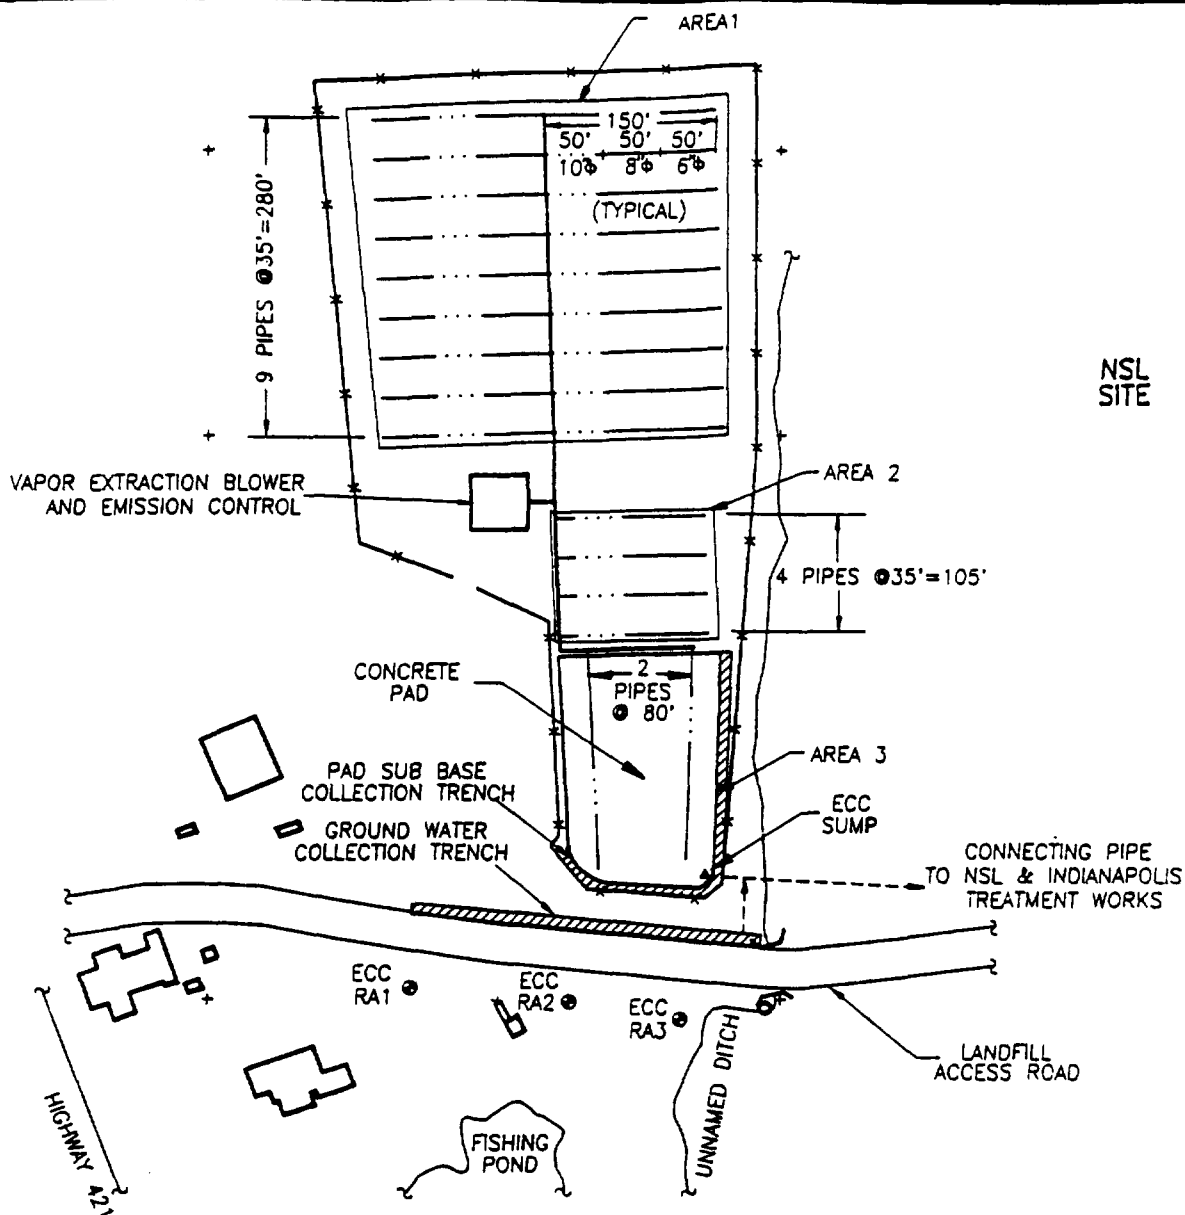 AREA1
150'
50' 50' 50'
10"φ 8"φ 6"φ
(TYPICAL)
9 PIPES @35'=280'
NSL
SITE
VAPOR EXTRACTION BLOWER
AND EMISSION CONTROL
AREA 2
4 PIPES @35'=105'
CONCRETE
PAD
2
PIPES
@ 80'
AREA 3
PAD SUB BASE
COLLECTION TRENCH
ECC
SUMP
GROUND WATER
COLLECTION TRENCH
CONNECTING PIPE
TO NSL & INDIANAPOLIS
TREATMENT WORKS
ECC
RA1
ECC
RA2
ECC
RA3
LANDFILL
ACCESS ROAD
UNNAMED DITCH
HIGHWAY 421
FISHING
POND